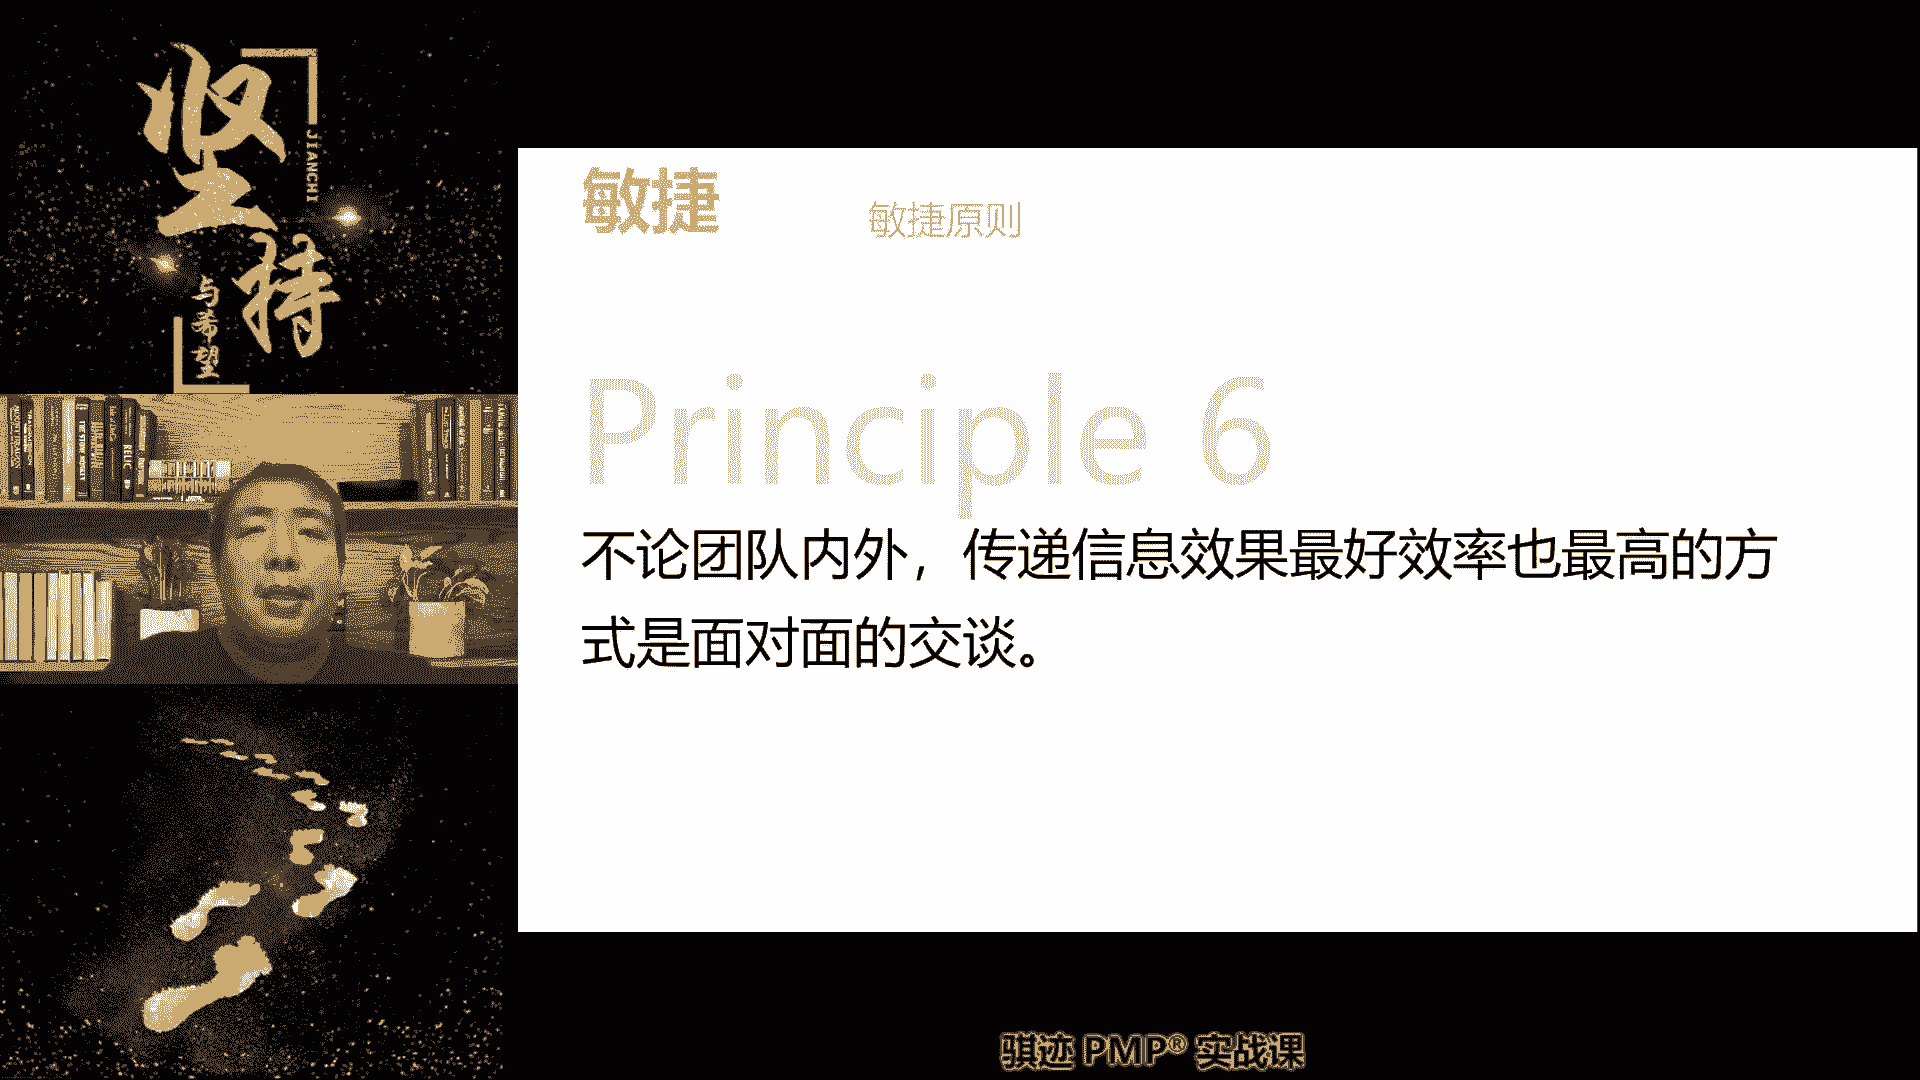 坚持
JIANCHI
与希望
敏捷
敏捷原则
Principle 6
不论团队内外，传递信息效果最好效率也最高的方
式是面对面的交谈。
骐迹 PMP® 实战课